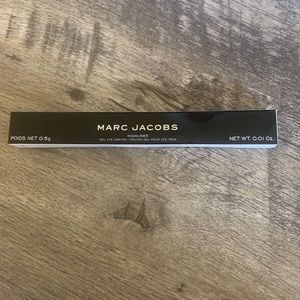 MARC JACOBS
HIGHLINER
GEL EYE CRAYON • CRAYON GEL POUR LES YEUX
POIDS NET 0.5g
NET WT. 0.01 Oz.